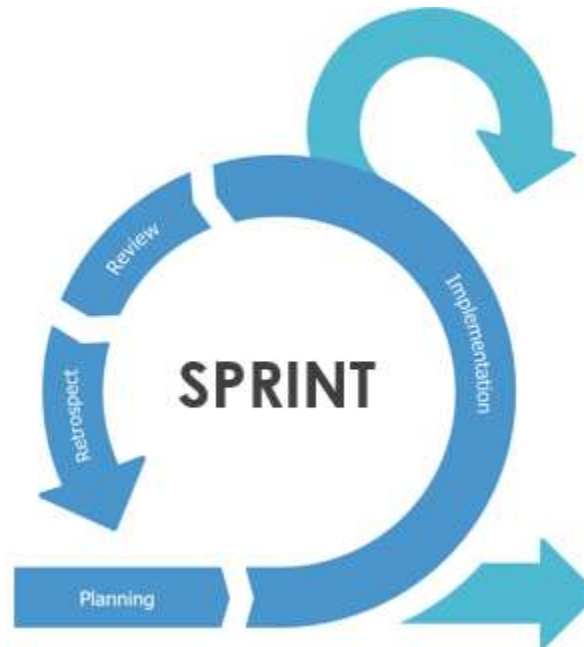 Review
Implementation
SPRINT
Retrospect
Planning